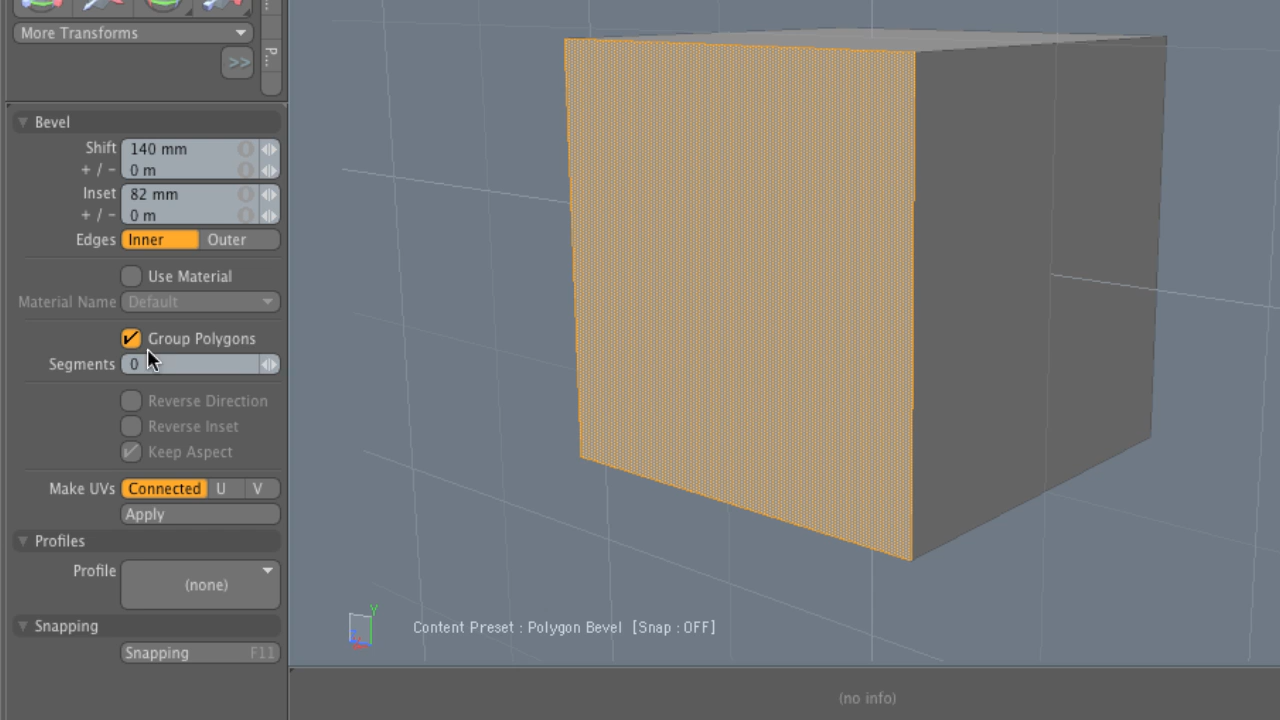 More Transforms
>>
P...
Bevel
Shift 140 mm
+ / - 0 m
Inset 82 mm
+ / - 0 m
Edges Inner Outer
Use Material
Material Name Default
Group Polygons
Segments 0
Reverse Direction
Reverse Inset
Keep Aspect
Make UVs Connected U V
Apply
Profiles
Profile (none)
Snapping
Snapping F11
Y
Content Preset : Polygon Bevel [Snap : OFF]
(no info)